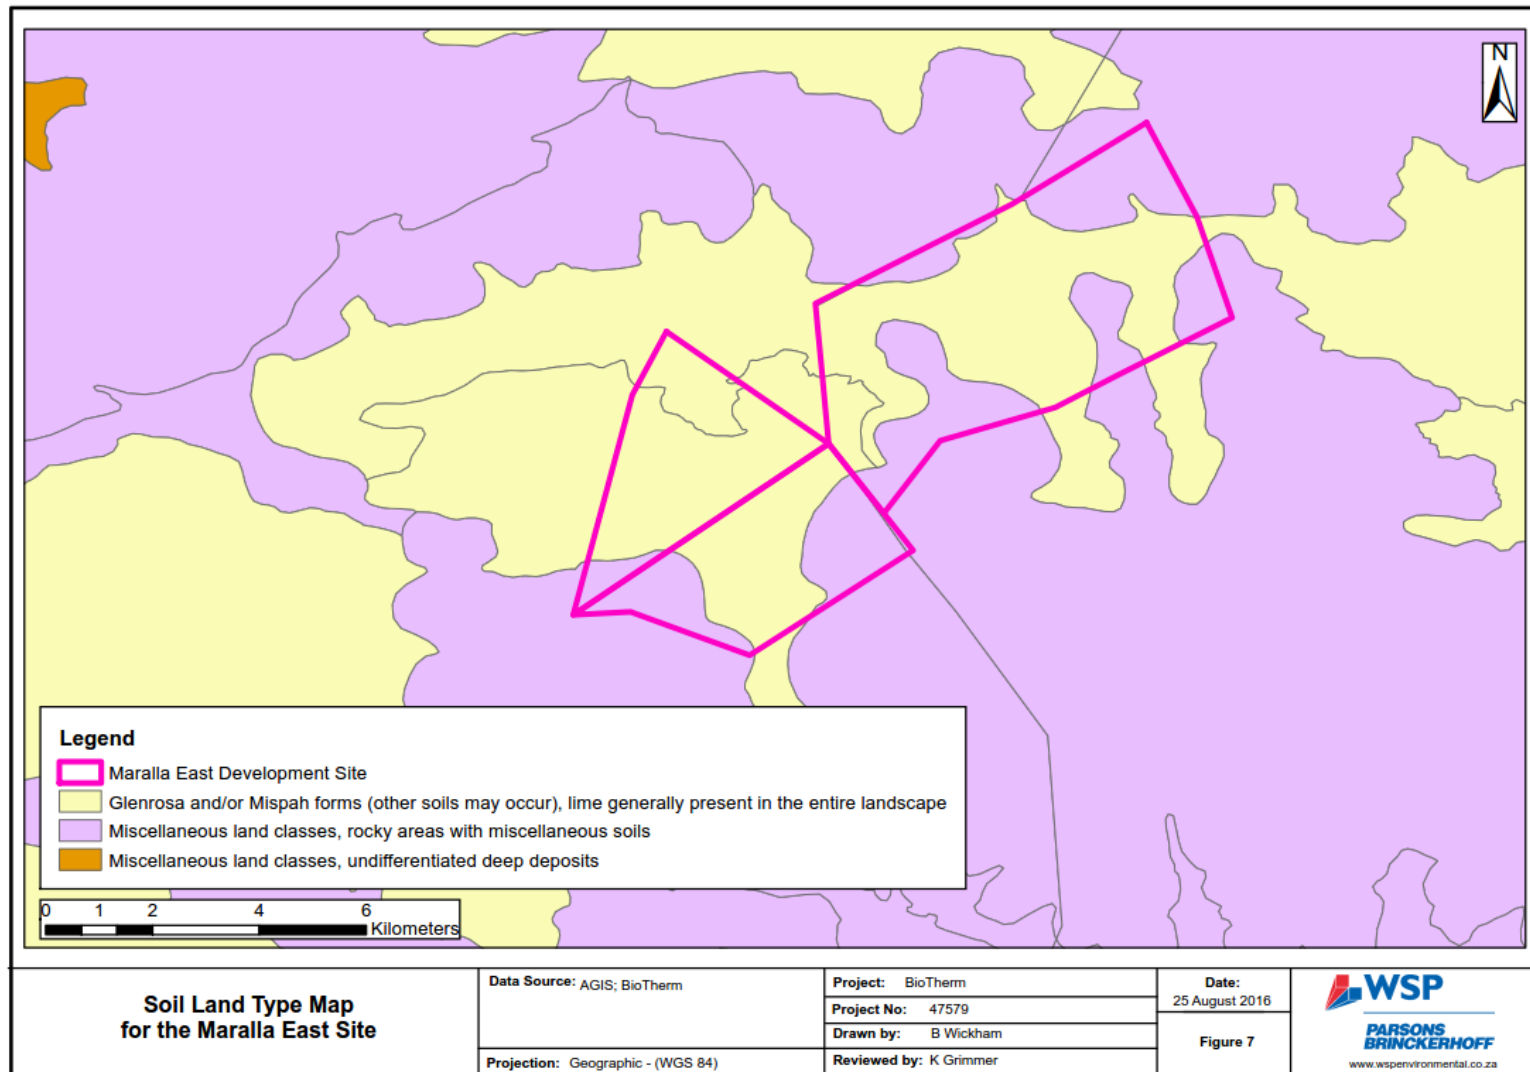 N
Legend
Maralla East Development Site
Glenrosa and/or Mispah forms (other soils may occur), lime generally present in the entire landscape
Miscellaneous land classes, rocky areas with miscellaneous soils
Miscellaneous land classes, undifferentiated deep deposits
0 1 2 4 6
Kilometers
Soil Land Type Map
for the Maralla East Site
Data Source: AGIS; BioTherm
Projection: Geographic - (WGS 84)
Project: BioTherm
Project No: 47579
Drawn by: B Wickham
Reviewed by: K Grimmer
Date:
25 August 2016
Figure 7
WSP
PARSONS
BRINCKERHOFF
www.wspenvironmental.co.za